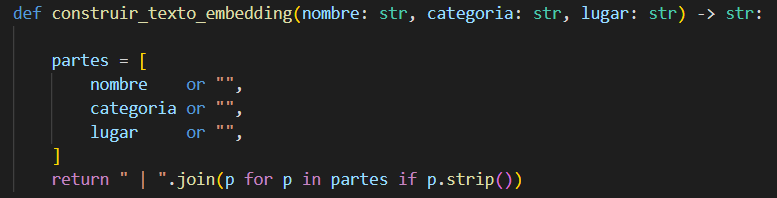 def construir_texto_embedding(nombre: str, categoria: str, lugar: str) -> str:
    partes = [
        nombre    or "",
        categoria or "",
        lugar     or "",
    ]
    return " | ".join(p for p in partes if p.strip())